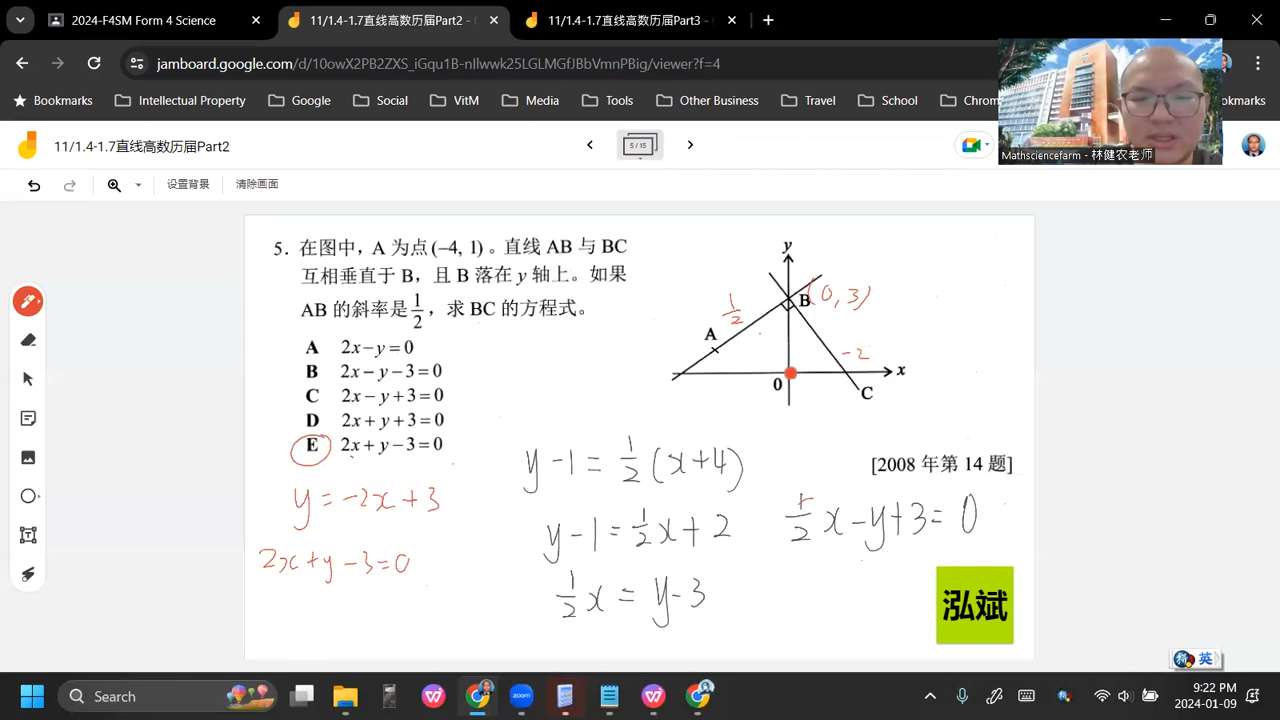 2024-F4SM Form 4 Science
11/1.4-1.7直线高数历届Part2 -
11/1.4-1.7直线高数历届Part3 -
jamboard.google.com/d/10owX2PB2ZXS_iGqu1B-nIlwwk25LGLMGfJBbVmnPBig/viewer?f=4
Bookmarks
Intellectual Property
Google
Social
VitM
Media
Tools
Other Business
Travel
School
Chrom
Bookmarks
Mathsciencefarm - 林健农老师
11/1.4-1.7直线高数历届Part2
5/15
设置背景
清除画面
5. 在图中, A 为点(–4, 1)。直线 AB 与 BC
互相垂直于 B，且 B 落在 y 轴上。如果
AB 的斜率是 1/2，求 BC 的方程式。
A 2x – y = 0
B 2x – y – 3 = 0
C 2x – y + 3 = 0
D 2x + y + 3 = 0
E 2x + y – 3 = 0
y
1/2
B (0, 3)
A
-2
0
x
C
[2008 年第 14 题]
y = -2x + 3
2x + y - 3 = 0
y - 1 = 1/2 (x + 4)
y - 1 = 1/2 x + 2
1/2 x = y - 3
1/2 x - y + 3 = 0
泓斌
英
Search
9:22 PM
2024-01-09